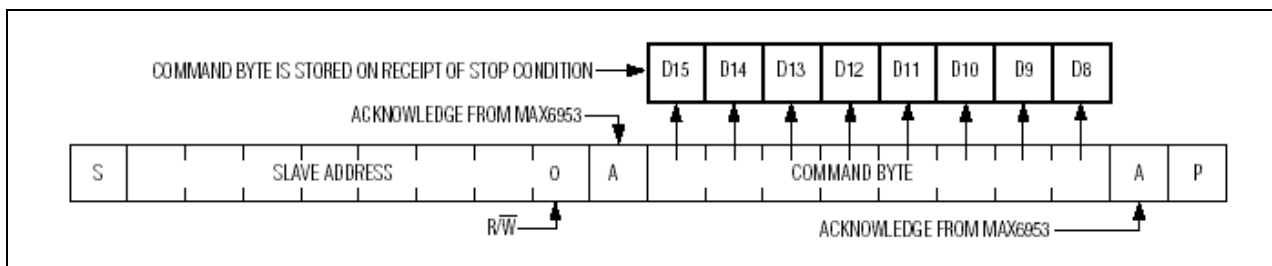 COMMAND BYTE IS STORED ON RECEIPT OF STOP CONDITION D15 D14 D13 D12 D11 D10 D9 D8
ACKNOWLEDGE FROM MAX6953
S SLAVE ADDRESS 0 A COMMAND BYTE A P
R/W̅ ACKNOWLEDGE FROM MAX6953